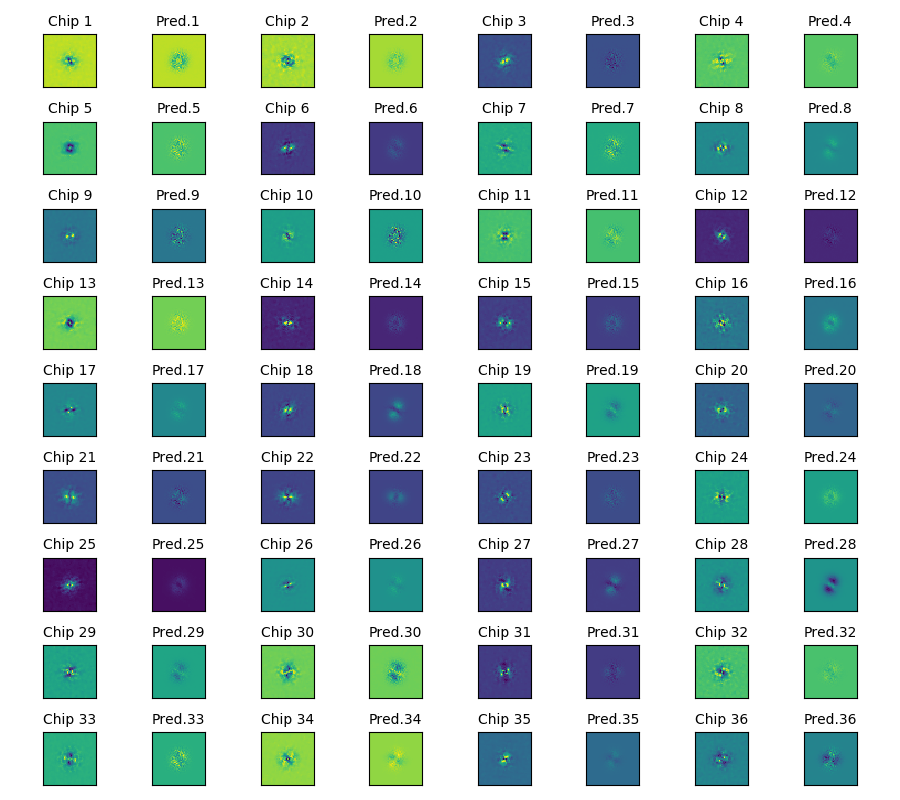 Chip 1 Pred.1 Chip 2 Pred.2 Chip 3 Pred.3 Chip 4 Pred.4
Chip 5 Pred.5 Chip 6 Pred.6 Chip 7 Pred.7 Chip 8 Pred.8
Chip 9 Pred.9 Chip 10 Pred.10 Chip 11 Pred.11 Chip 12 Pred.12
Chip 13 Pred.13 Chip 14 Pred.14 Chip 15 Pred.15 Chip 16 Pred.16
Chip 17 Pred.17 Chip 18 Pred.18 Chip 19 Pred.19 Chip 20 Pred.20
Chip 21 Pred.21 Chip 22 Pred.22 Chip 23 Pred.23 Chip 24 Pred.24
Chip 25 Pred.25 Chip 26 Pred.26 Chip 27 Pred.27 Chip 28 Pred.28
Chip 29 Pred.29 Chip 30 Pred.30 Chip 31 Pred.31 Chip 32 Pred.32
Chip 33 Pred.33 Chip 34 Pred.34 Chip 35 Pred.35 Chip 36 Pred.36